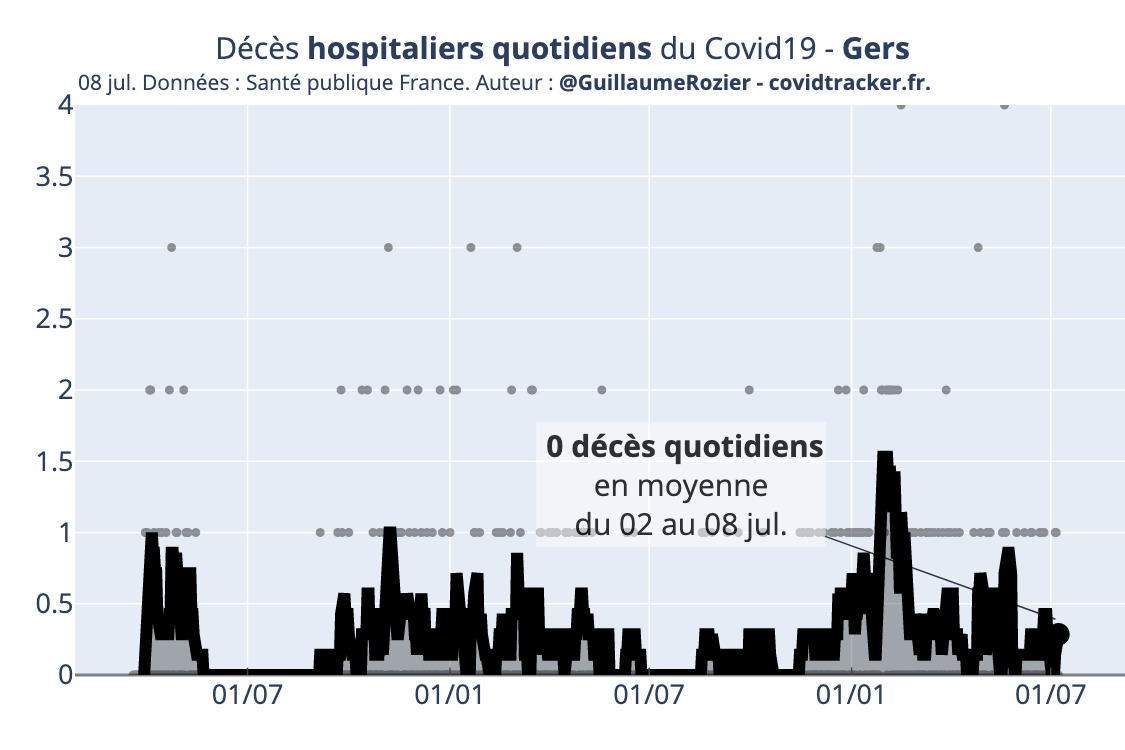 Décès hospitaliers quotidiens du Covid19 - Gers
08 jul. Données : Santé publique France. Auteur : @GuillaumeRozier - covidtracker.fr.
4
3.5
3
2.5
2
1.5
1
0.5
0
0 décès quotidiens
en moyenne
du 02 au 08 jul.
01/07 01/01 01/07 01/01 01/07